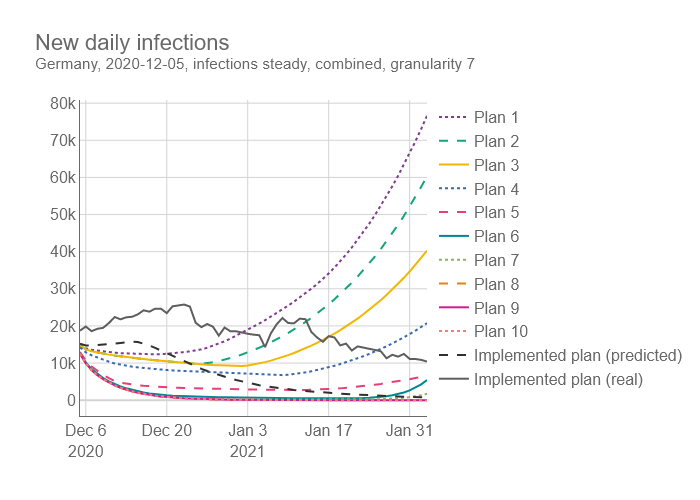 New daily infections
Germany, 2020-12-05, infections steady, combined, granularity 7
80k
70k
60k
50k
40k
30k
20k
10k
0
Dec 6
2020
Dec 20
Jan 3
2021
Jan 17
Jan 31
Plan 1
Plan 2
Plan 3
Plan 4
Plan 5
Plan 6
Plan 7
Plan 8
Plan 9
Plan 10
Implemented plan (predicted)
Implemented plan (real)